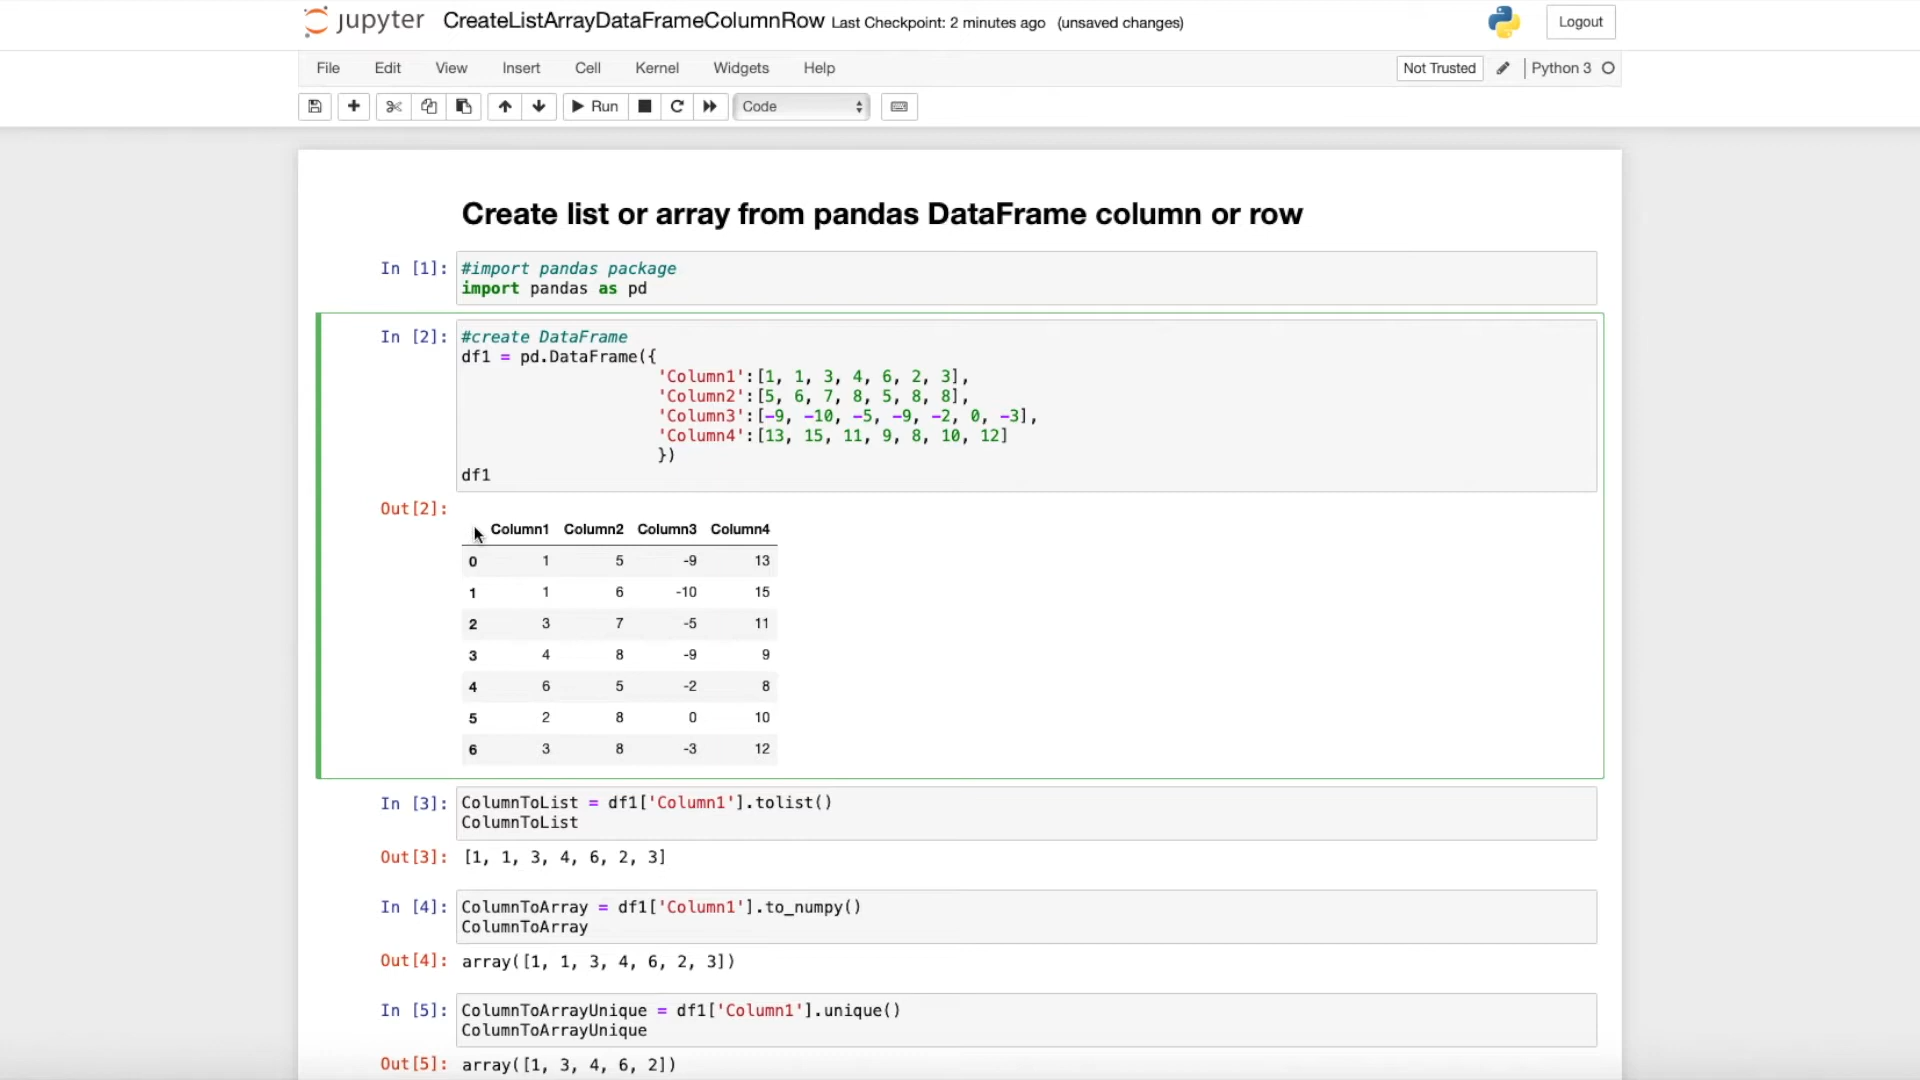 jupyter CreateListArrayDataFrameColumnRow Last Checkpoint: 2 minutes ago (unsaved changes) Logout
File Edit View Insert Cell Kernel Widgets Help Not Trusted Python 3
Run Code
Create list or array from pandas DataFrame column or row
In [1]: #import pandas package
import pandas as pd
In [2]: #create DataFrame
df1 = pd.DataFrame({
'Column1':[1, 1, 3, 4, 6, 2, 3],
'Column2':[5, 6, 7, 8, 5, 8, 8],
'Column3':[-9, -10, -5, -9, -2, 0, -3],
'Column4':[13, 15, 11, 9, 8, 10, 12]
})
df1
Out[2]:
Column1 Column2 Column3 Column4
0 1 5 -9 13
1 1 6 -10 15
2 3 7 -5 11
3 4 8 -9 9
4 6 5 -2 8
5 2 8 0 10
6 3 8 -3 12
In [3]: ColumnToList = df1['Column1'].tolist()
ColumnToList
Out[3]: [1, 1, 3, 4, 6, 2, 3]
In [4]: ColumnToArray = df1['Column1'].to_numpy()
ColumnToArray
Out[4]: array([1, 1, 3, 4, 6, 2, 3])
In [5]: ColumnToArrayUnique = df1['Column1'].unique()
ColumnToArrayUnique
Out[5]: array([1, 3, 4, 6, 2])